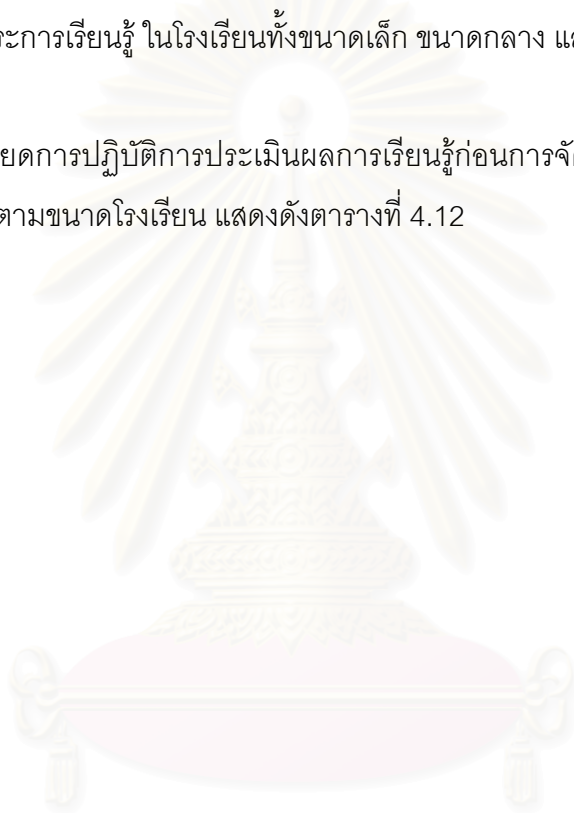 ะการเรียนรู้ ในโรงเรียนทั้งขนาดเล็ก ขนาดกลาง แล
ยดการปฏิบัติการประเมินผลการเรียนรู้ก่อนการจัด
ตามขนาดโรงเรียน แสดงดังตารางที่ 4.12